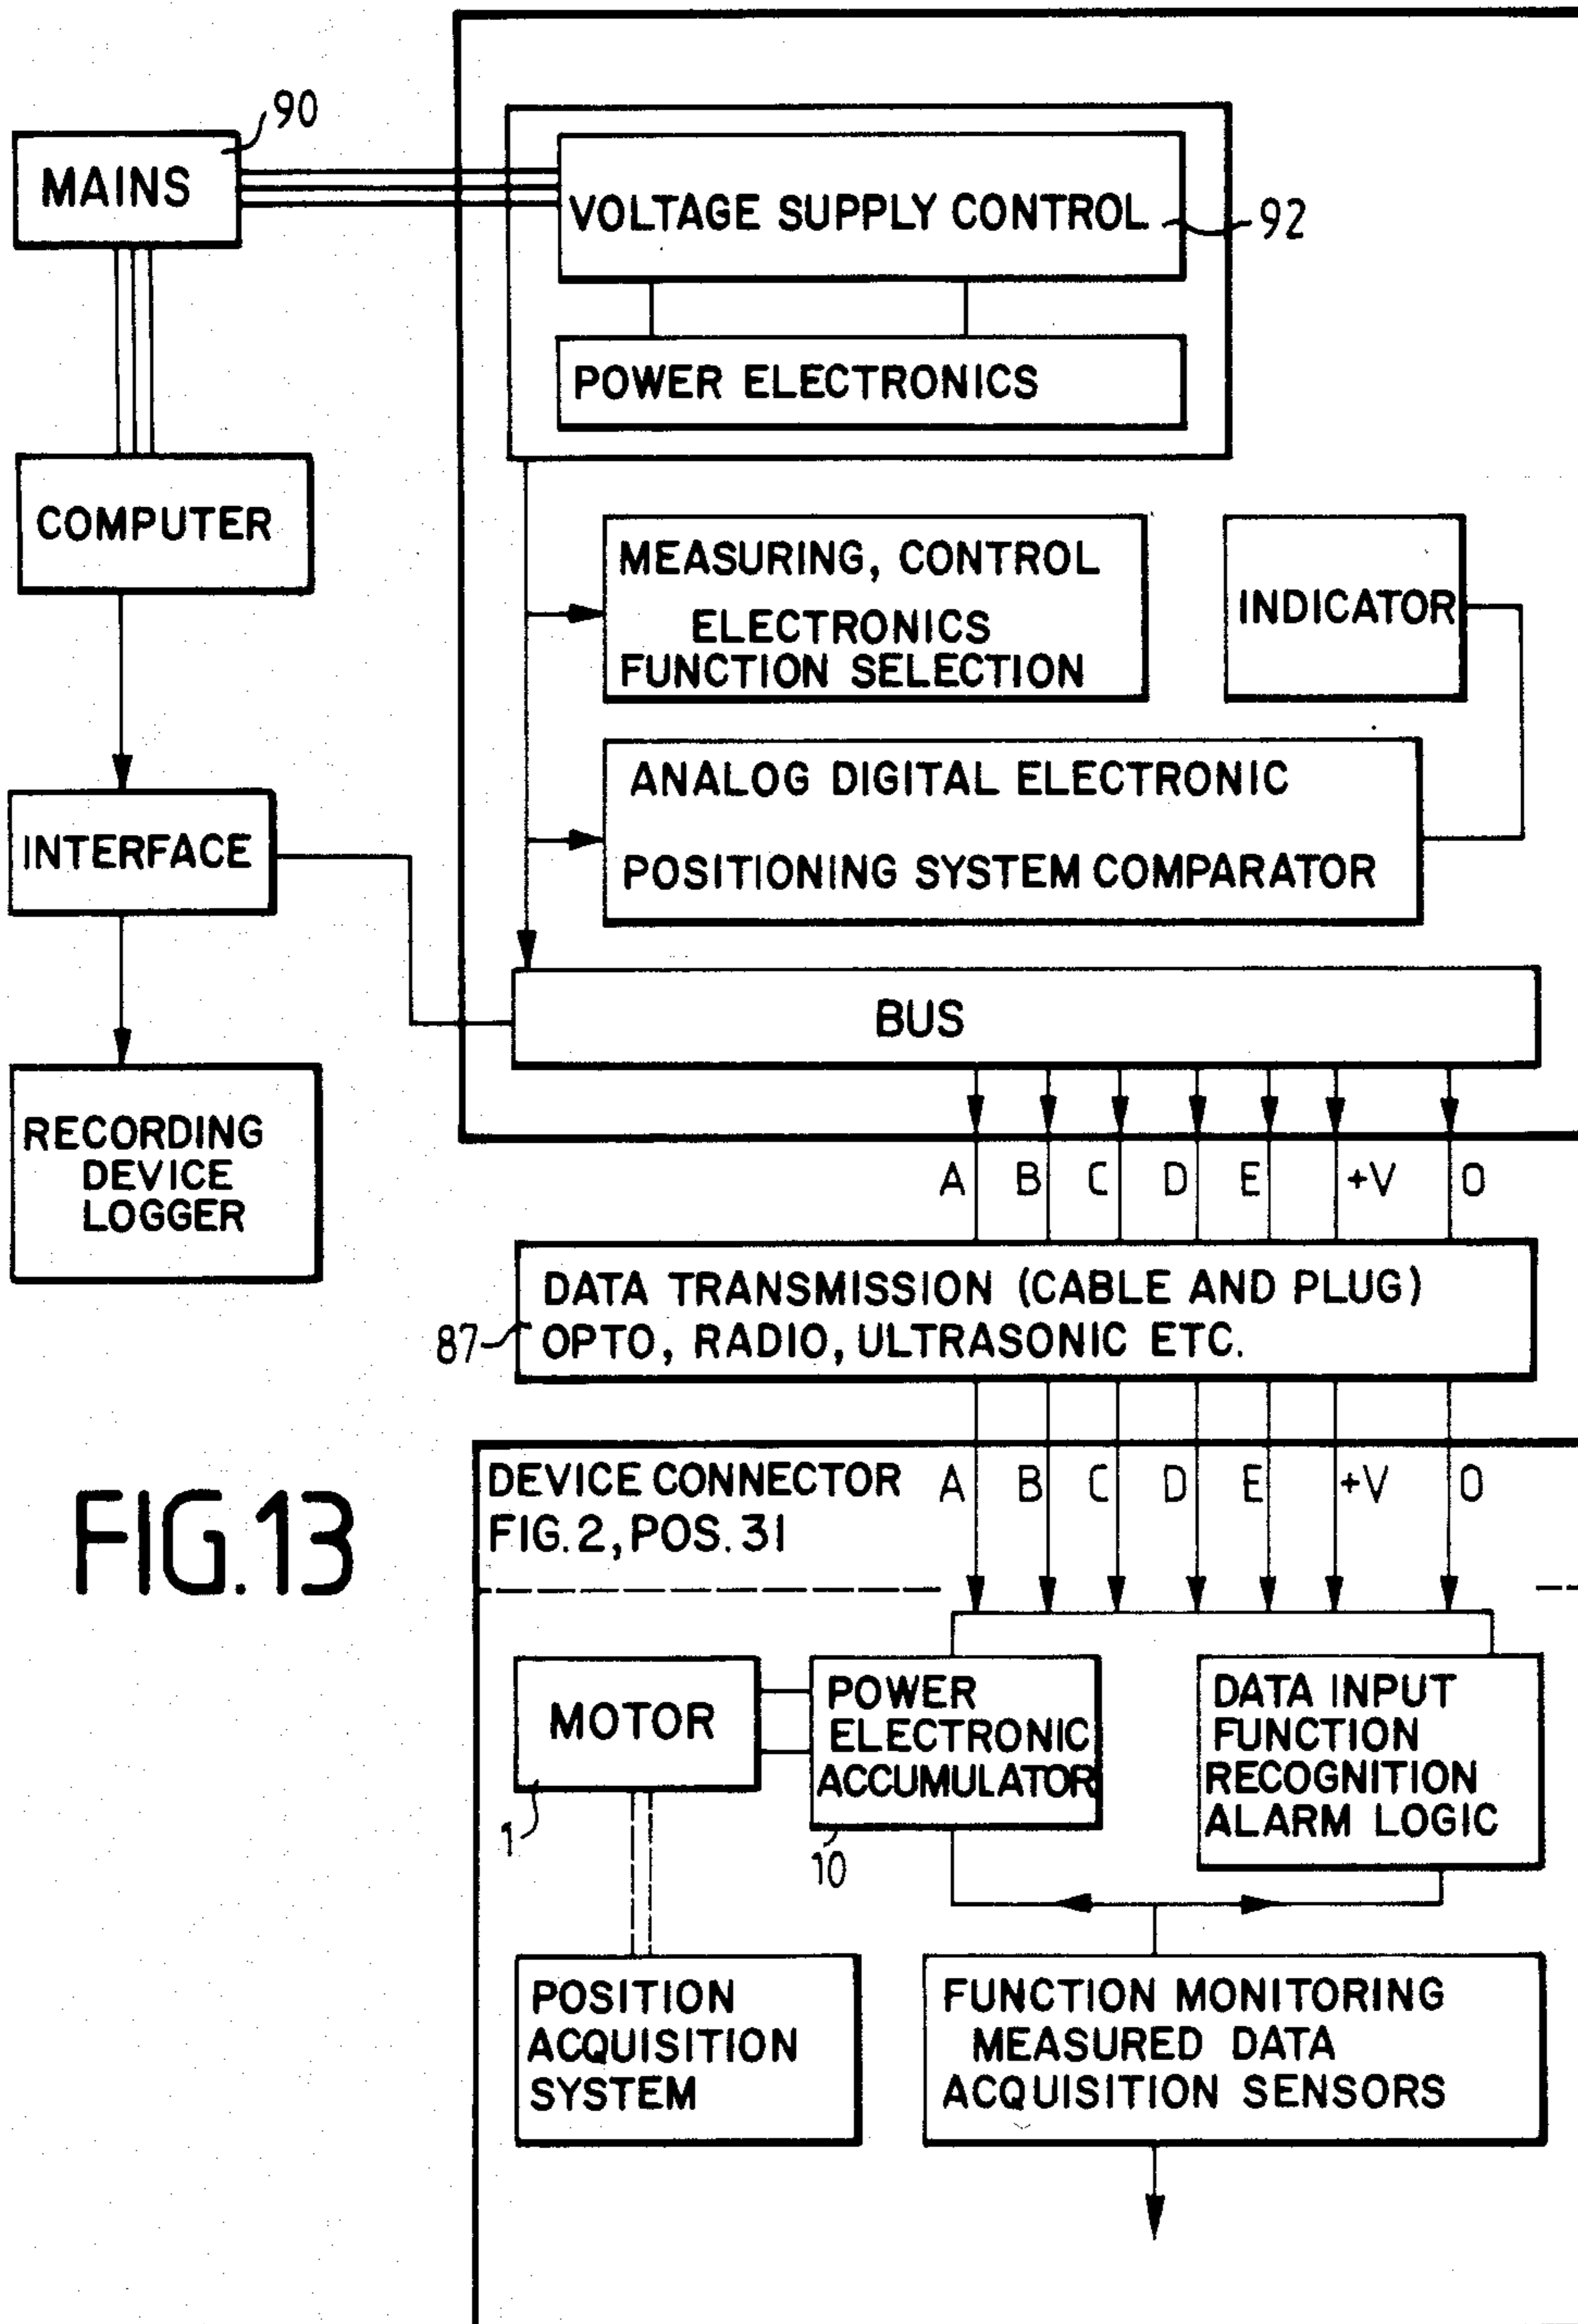 90
MAINS
VOLTAGE SUPPLY CONTROL
92
POWER ELECTRONICS
COMPUTER
MEASURING, CONTROL
ELECTRONICS
FUNCTION SELECTION
INDICATOR
ANALOG DIGITAL ELECTRONIC
POSITIONING SYSTEM COMPARATOR
INTERFACE
BUS
RECORDING
DEVICE
LOGGER
A B C D E +V 0
DATA TRANSMISSION (CABLE AND PLUG)
OPTO, RADIO, ULTRASONIC ETC.
87
DEVICE CONNECTOR
FIG. 2, POS. 31
A B C D E +V 0
FIG.13
MOTOR
1
POWER
ELECTRONIC
ACCUMULATOR
10
DATA INPUT
FUNCTION
RECOGNITION
ALARM LOGIC
POSITION
ACQUISITION
SYSTEM
FUNCTION MONITORING
MEASURED DATA
ACQUISITION SENSORS